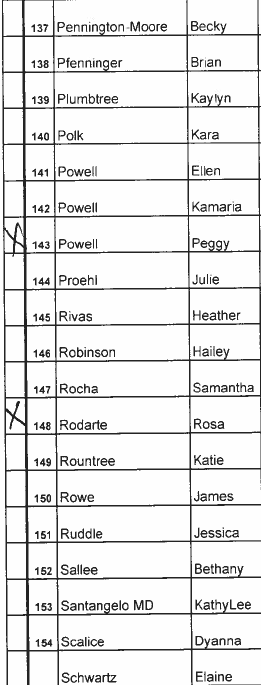 137 Pennington-Moore Becky
138 Pfenninger Brian
139 Plumbtree Kaylyn
140 Polk Kara
141 Powell Ellen
142 Powell Kamaria
X 143 Powell Peggy
144 Proehl Julie
145 Rivas Heather
146 Robinson Hailey
147 Rocha Samantha
X 148 Rodarte Rosa
149 Rountree Katie
150 Rowe James
151 Ruddle Jessica
152 Sallee Bethany
153 Santangelo MD KathyLee
154 Scalice Dyanna
Schwartz Elaine